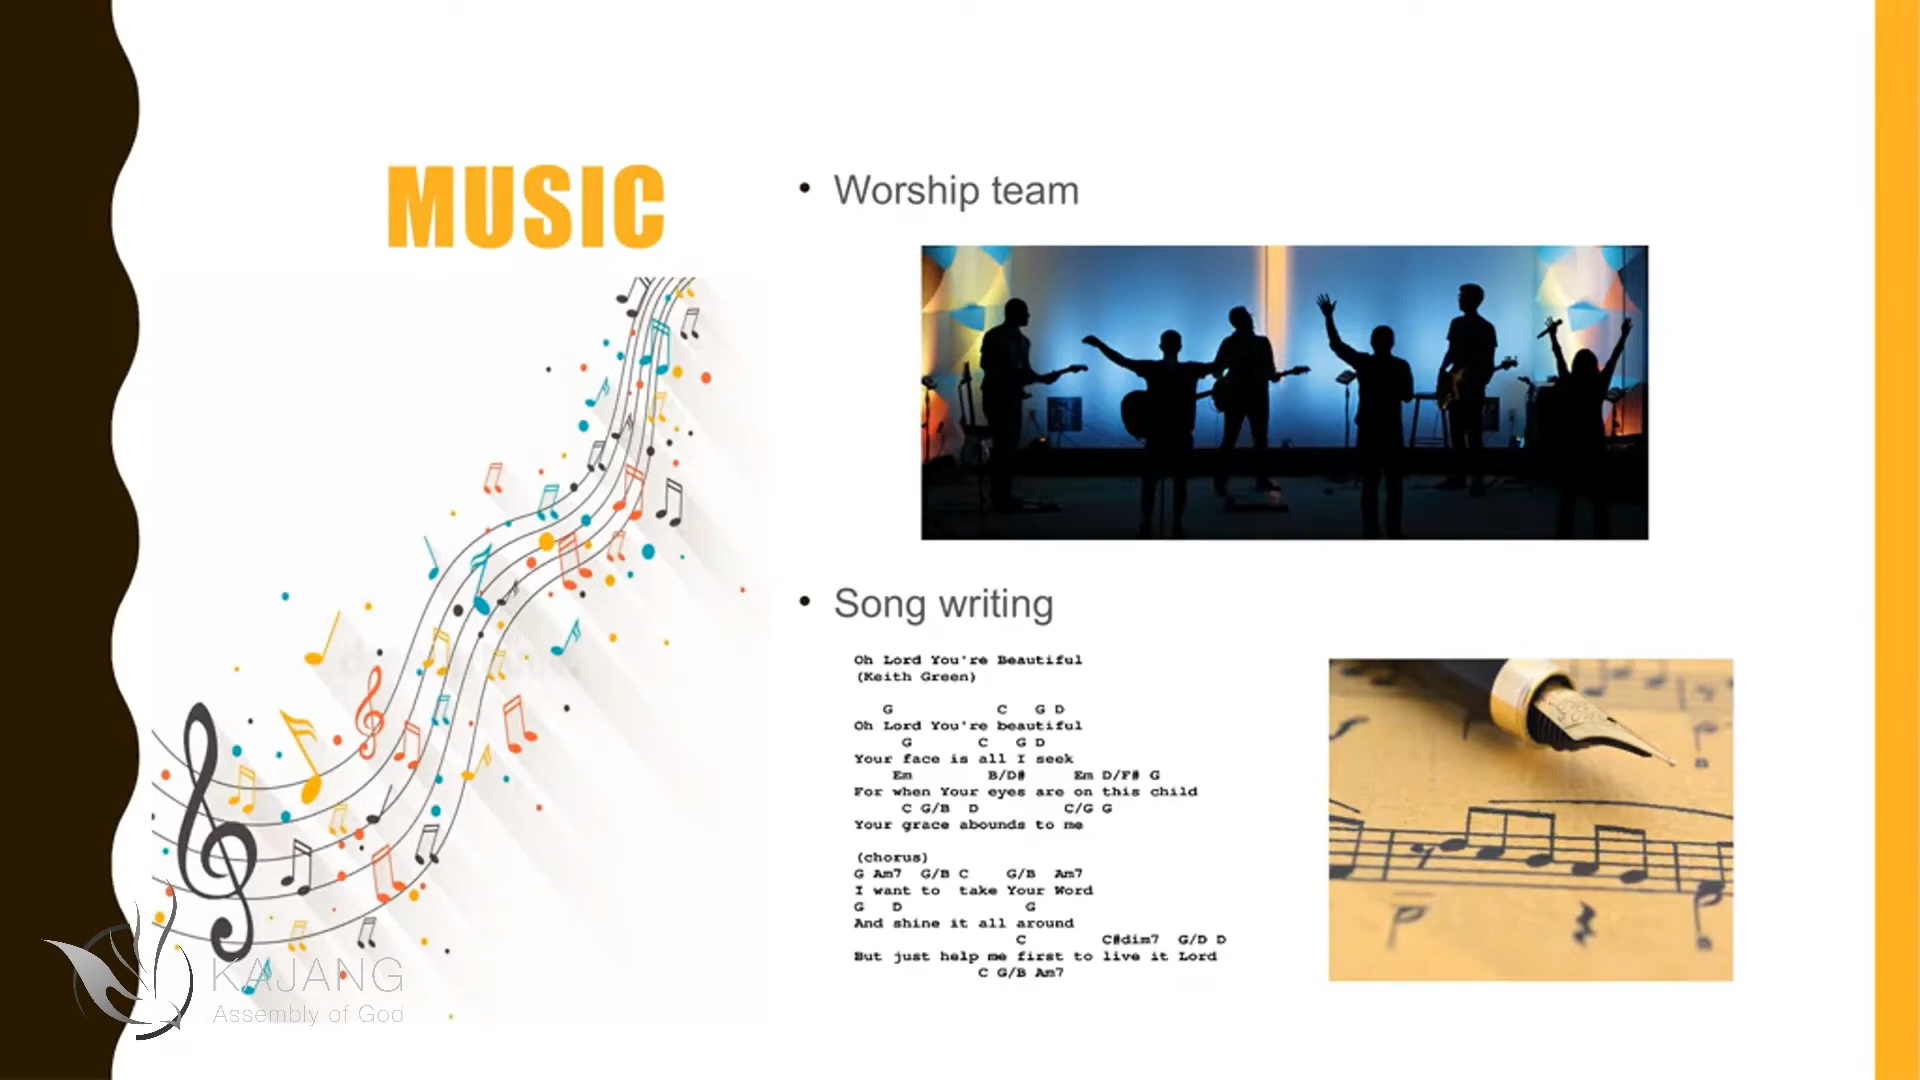 MUSIC
• Worship team
• Song writing
Oh Lord You're Beautiful
(Keith Green)
G C G D
Oh Lord You're beautiful
G C G D
Your face is all I seek
Em B/D# Em D/F# G
For when Your eyes are on this child
C G/B D C/G G
Your grace abounds to me
(chorus)
G Am7 G/B C G/B Am7
I want to take Your Word
G D G
And shine it all around
C C#dim7 G/D D
But just help me first to live it Lord
C G/B Am7
KAJANG
Assembly of God